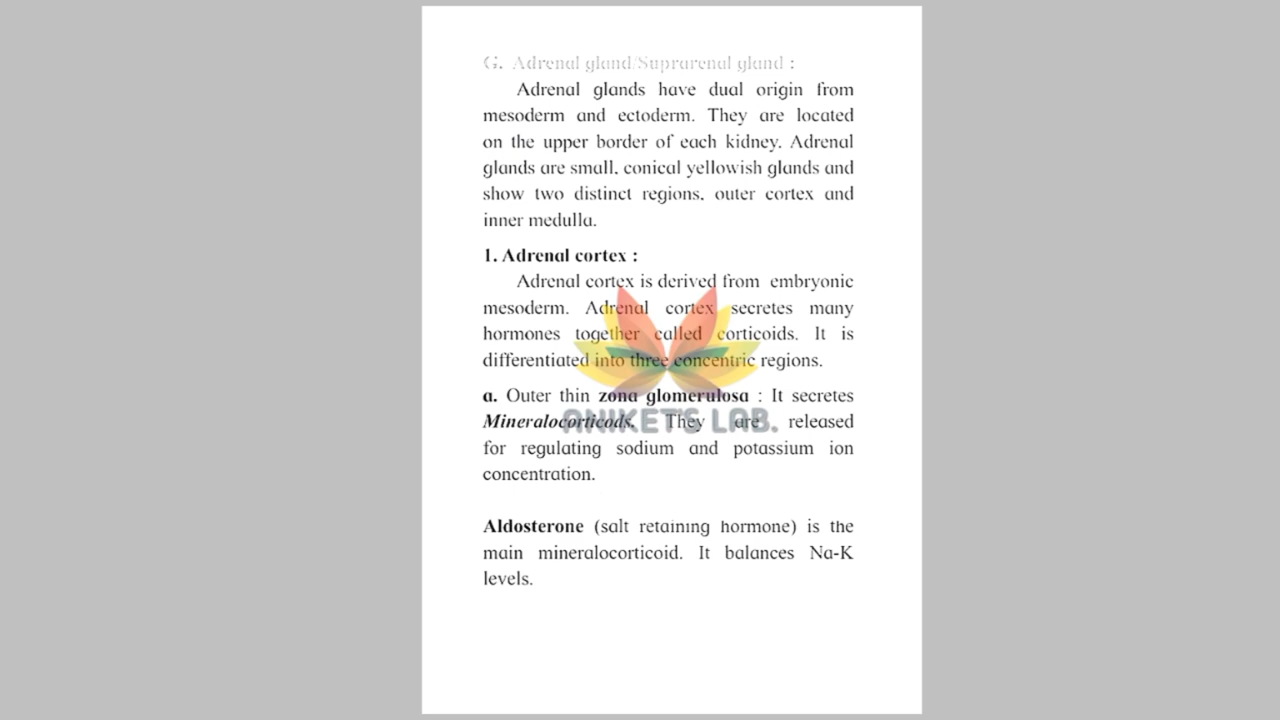 G. Adrenal gland/Suprarenal gland :
Adrenal glands have dual origin from
mesoderm and ectoderm. They are located
on the upper border of each kidney. Adrenal
glands are small, conical yellowish glands and
show two distinct regions, outer cortex and
inner medulla.
1. Adrenal cortex :
Adrenal cortex is derived from embryonic
mesoderm. Adrenal cortex secretes many
hormones together called corticoids. It is
differentiated into three concentric regions.
a. Outer thin zona glomerulosa : It secretes
Mineralocorticods. They are released
for regulating sodium and potassium ion
concentration.
Aldosterone (salt retaining hormone) is the
main mineralocorticoid. It balances Na-K
levels.
ANIKET'S LAB.